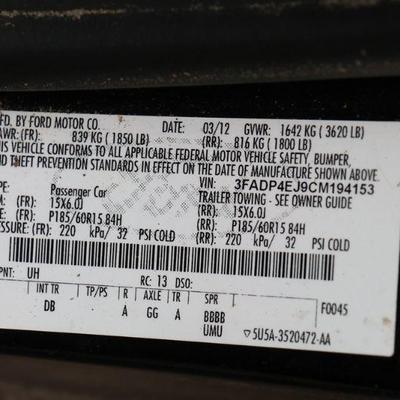 FD. BY FORD MOTOR CO. DATE: 03/12 GVWR: 1642 KG ( 3620 LB)
AWR: (FR): 839 KG ( 1850 LB) (RR): 816 KG ( 1800 LB)
THIS VEHICLE CONFORMS TO ALL APPLICABLE FEDERAL MOTOR VEHICLE SAFETY, BUMPER,
THEFT PREVENTION STANDARDS IN EFFECT ON THE DATE OF MANUFACTURE SHOWN ABOVE.
VIN: 3FADP4EJ9CM194153
E: Passenger Car TRAILER TOWING - SEE OWNER GUIDE
M: (FR) 15X6.0J (RR): 15X6.0J
(FR) P185/60R15 84H (RR): P185/60R15 84H
SSURE: (FR) 220 kPa/ 32 PSI COLD (RR): 220 kPa/ 32 PSI COLD
PNT: UH RC: 13 DSO: F0045
INT TR TP/PS R AXLE TR SPR
DB A GG A BBBB
UMU ▽5U5A-3520472-AA